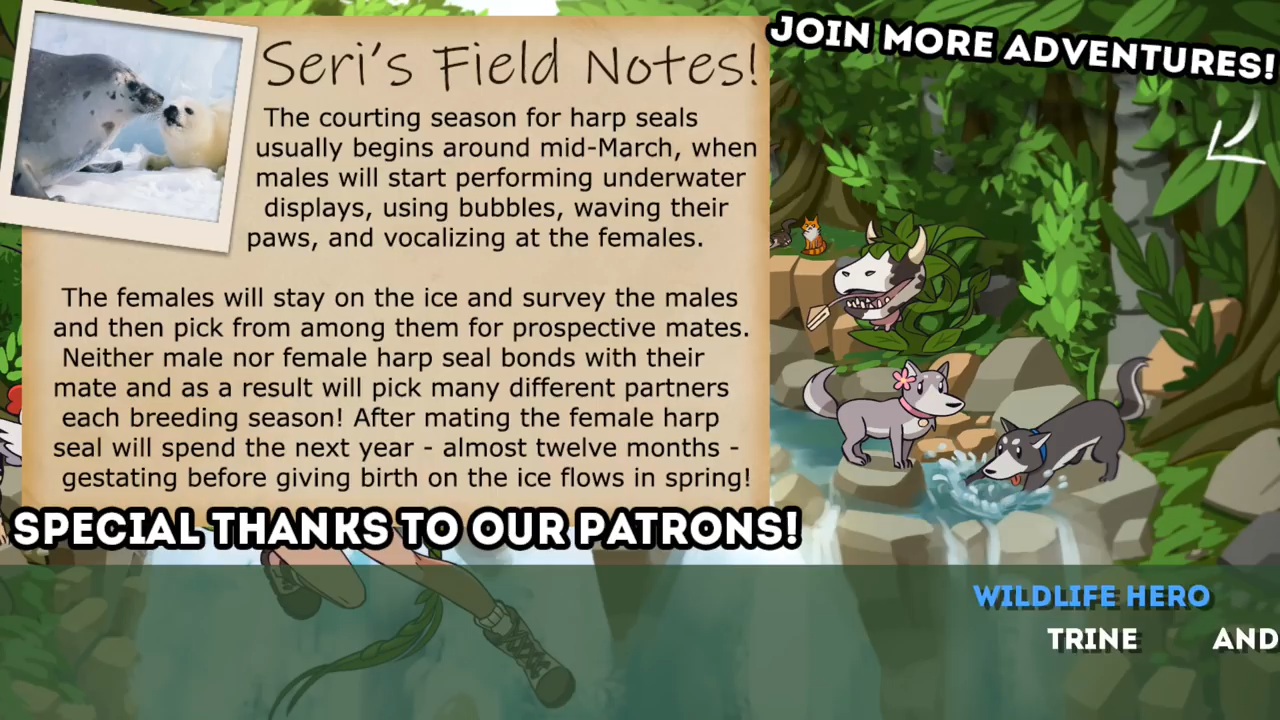 Seri's Field Notes!
The courting season for harp seals
usually begins around mid-March, when
males will start performing underwater
displays, using bubbles, waving their
paws, and vocalizing at the females.
The females will stay on the ice and survey the males
and then pick from among them for prospective mates.
Neither male nor female harp seal bonds with their
mate and as a result will pick many different partners
each breeding season! After mating the female harp
seal will spend the next year - almost twelve months -
gestating before giving birth on the ice flows in spring!
JOIN MORE ADVENTURES!
SPECIAL THANKS TO OUR PATRONS!
WILDLIFE HERO
TRINE AND